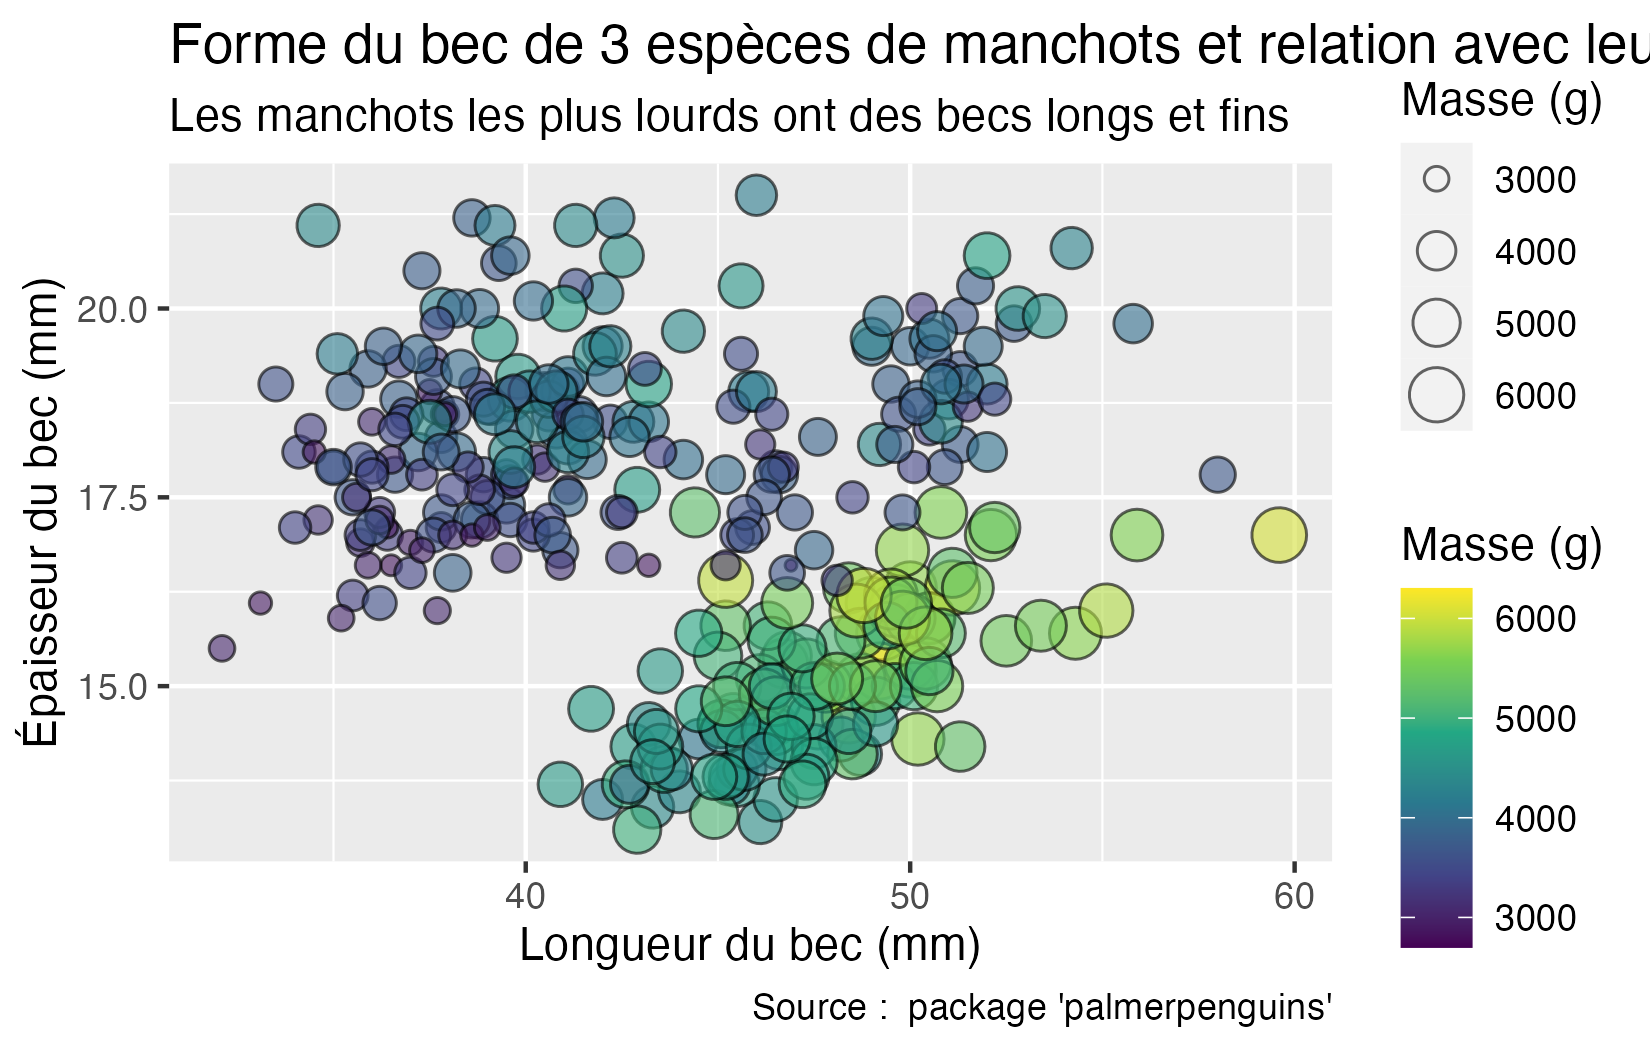 Forme du bec de 3 espèces de manchots et relation avec leu
Les manchots les plus lourds ont des becs longs et fins
Masse (g)
3000
4000
5000
6000
Masse (g)
6000
5000
4000
3000
Épaisseur du bec (mm)
20.0
17.5
15.0
40
50
60
Longueur du bec (mm)
Source :  package 'palmerpenguins'